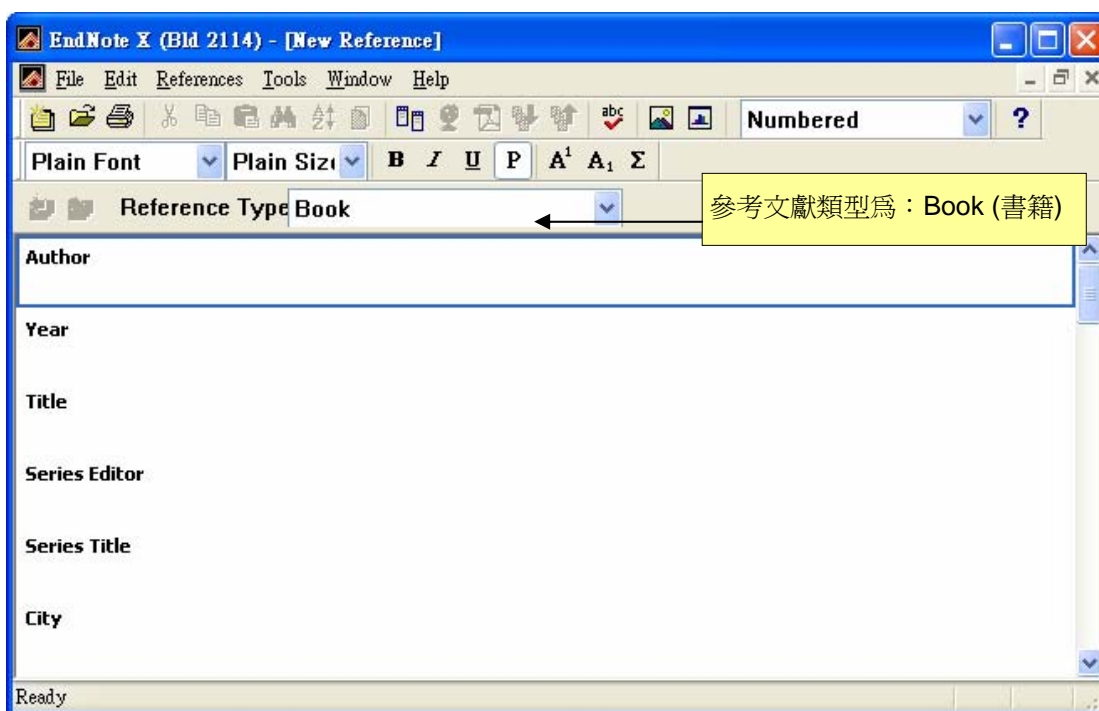 EndNote X (Bld 2114) - [New Reference]
File Edit References Tools Window Help
abc Numbered ?
Plain Font Plain Siz B I U P A¹ A₁ Σ
Reference Type Book
參考文獻類型為：Book (書籍)
Author
Year
Title
Series Editor
Series Title
City
Ready